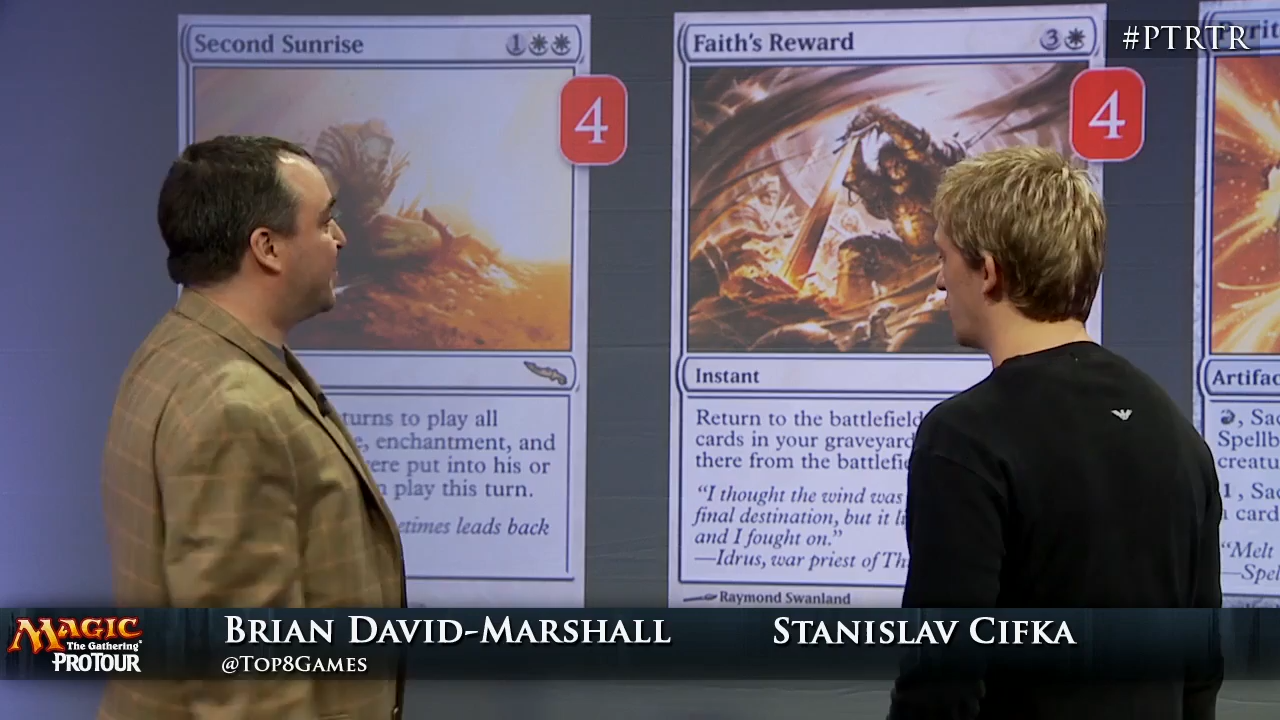 Second Sunrise 1
4
turns to play all
, enchantment, and
ere put into his or
play this turn.
etimes leads back
Faith's Reward 3
4
Instant
Return to the battlefield
cards in your graveyard
there from the battlefie
"I thought the wind was
final destination, but it li
and I fought on."
—Idrus, war priest of Th
Raymond Swanland
#PTRTR
Artifac
, Sac
Spellb
creatu
1, Sac
a card
"Melt
—Spel
MAGIC
The Gathering®
PROTOUR
BRIAN DAVID-MARSHALL
@TOP8GAMES
STANISLAV CIFKA